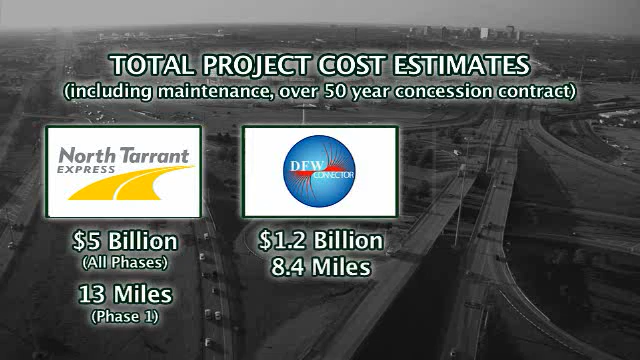 TOTAL PROJECT COST ESTIMATES
(including maintenance, over 50 year concession contract)
North Tarrant
EXPRESS
$5 Billion
(All Phases)
13 Miles
(Phase 1)
DFW
CONNECTOR
$1.2 Billion
8.4 Miles